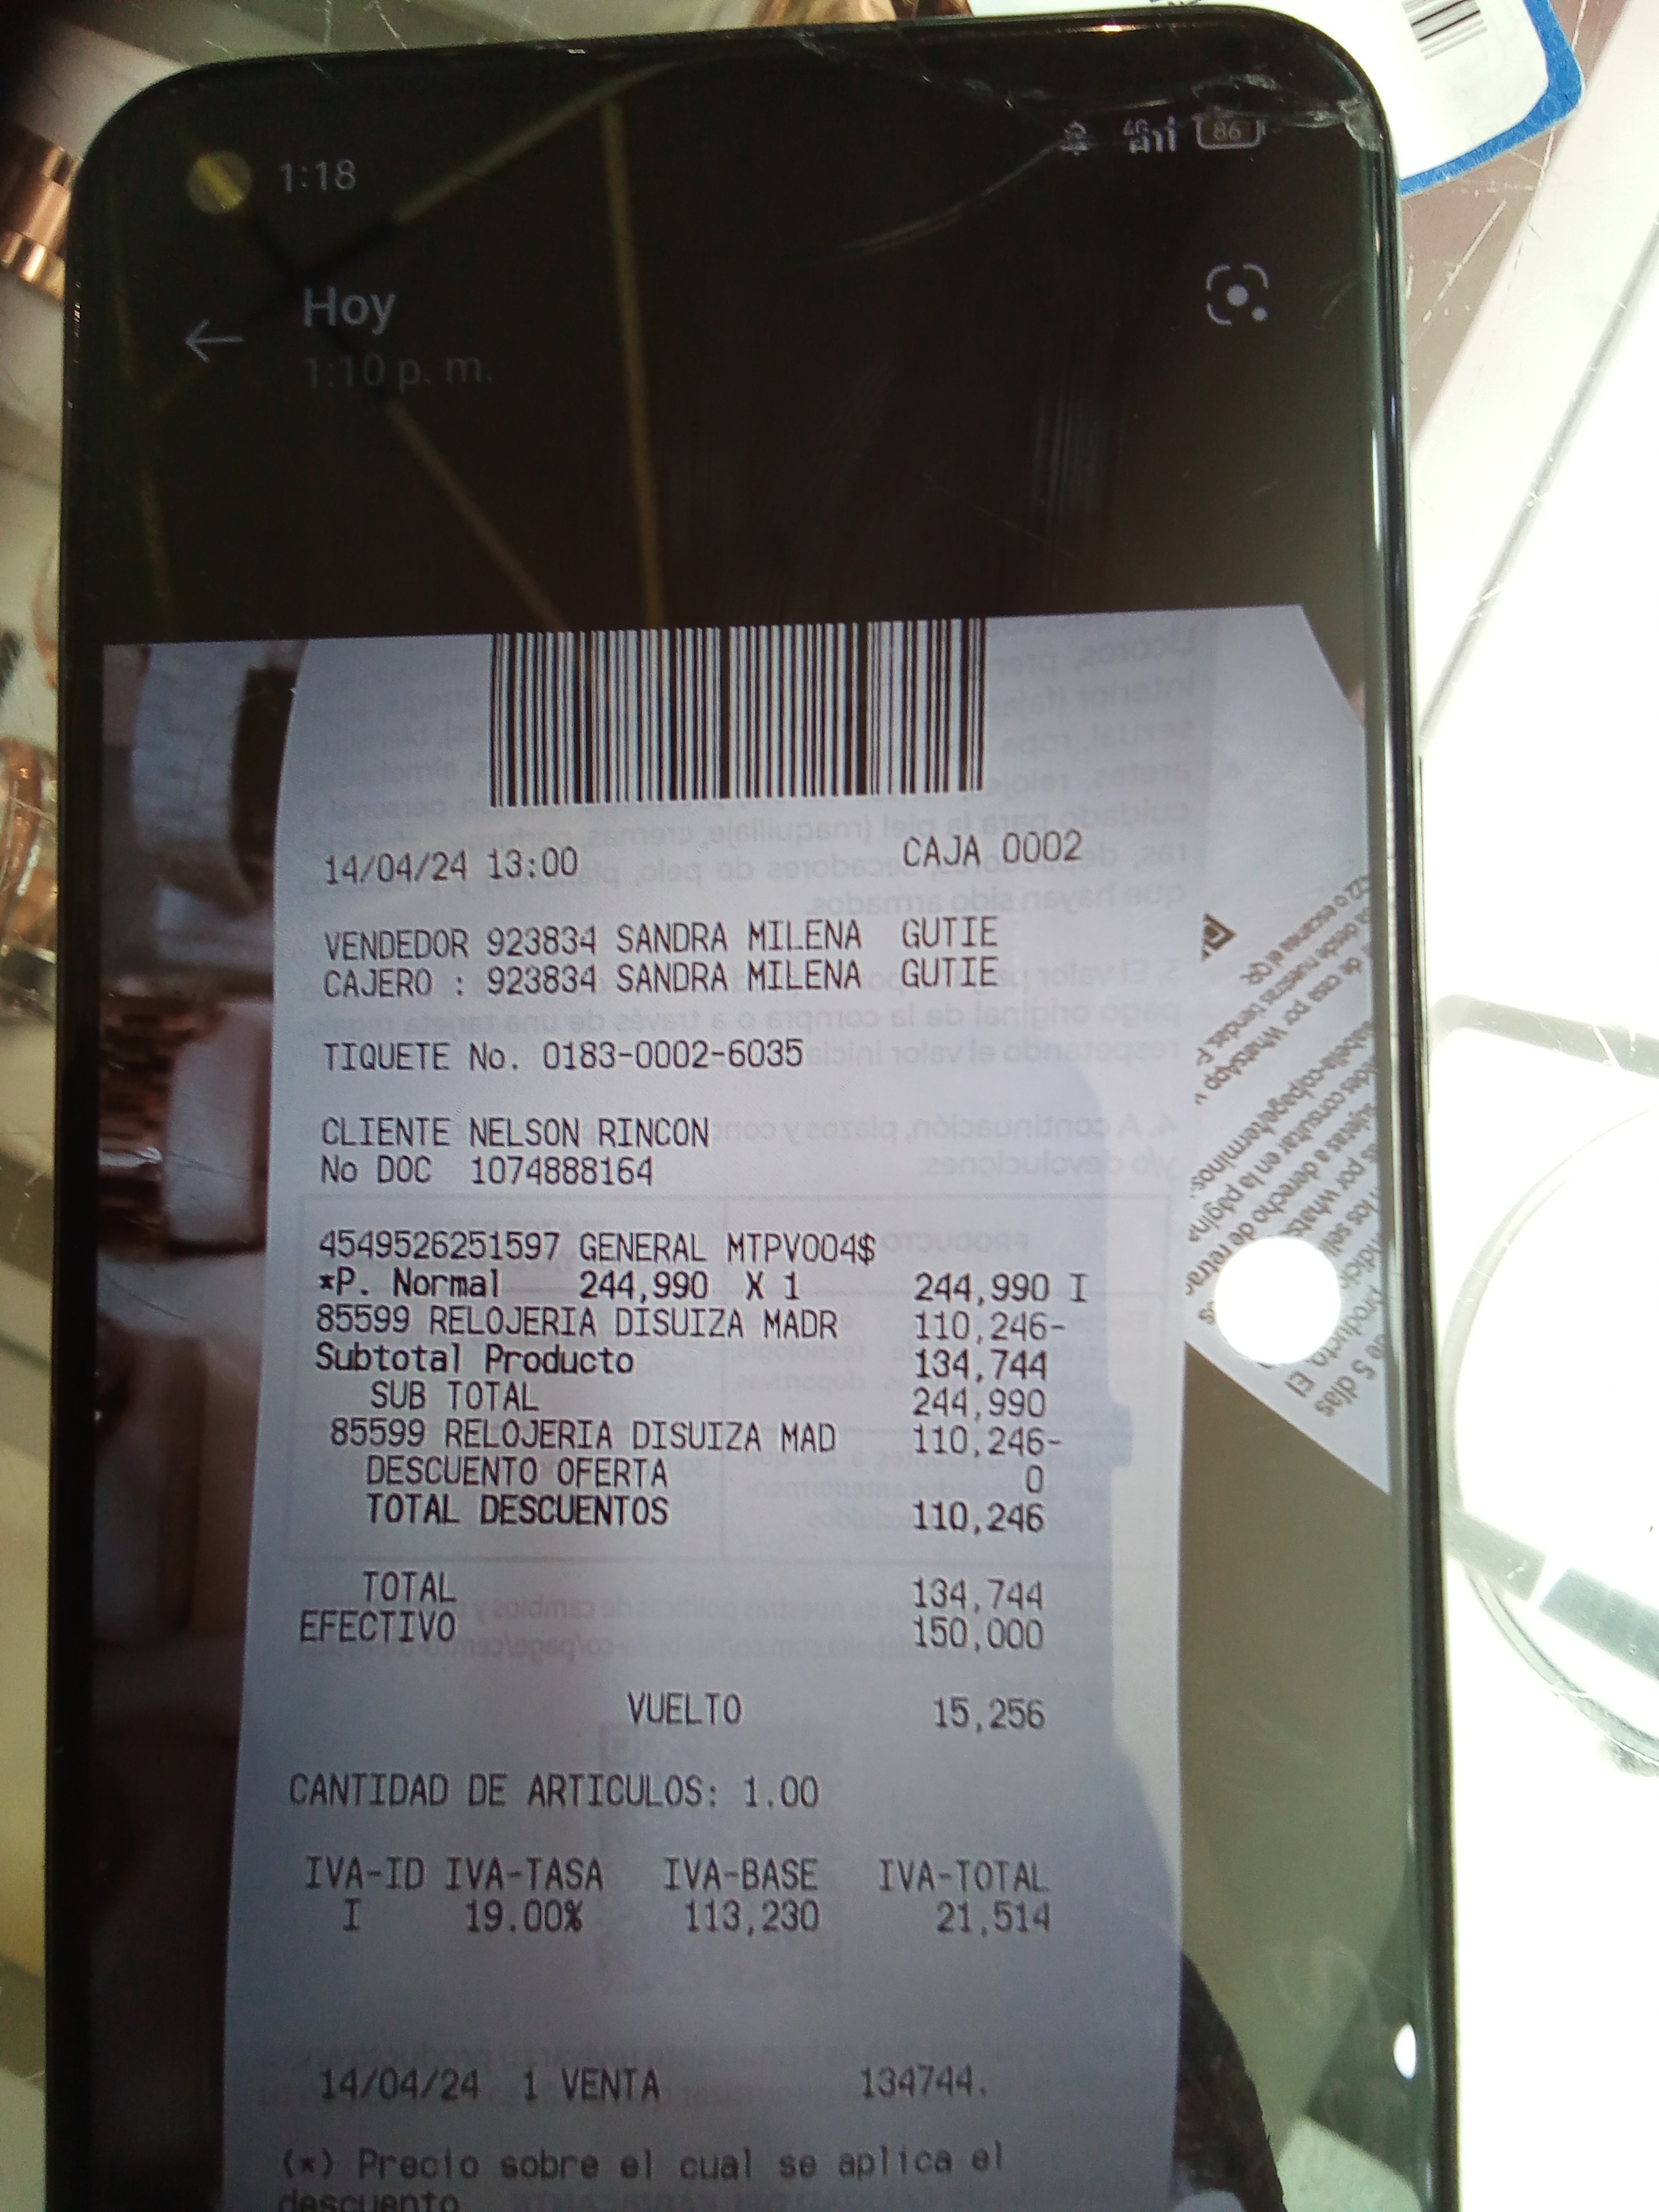 1:18
4G
86
Hoy
1:10 p. m.
14/04/24 13:00 CAJA 0002
VENDEDOR 923834 SANDRA MILENA GUTIE
CAJERO : 923834 SANDRA MILENA GUTIE
TIQUETE No. 0183-0002-6035
CLIENTE NELSON RINCON
No DOC 1074888164
4549526251597 GENERAL MTPV004$
*P. Normal 244,990 X 1 244,990 I
85599 RELOJERIA DISUIZA MADR 110,246-
Subtotal Producto 134,744
SUB TOTAL 244,990
85599 RELOJERIA DISUIZA MAD 110,246-
DESCUENTO OFERTA 0
TOTAL DESCUENTOS 110,246
TOTAL 134,744
EFECTIVO 150,000
VUELTO 15,256
CANTIDAD DE ARTICULOS: 1.00
IVA-ID IVA-TASA IVA-BASE IVA-TOTAL
I 19.00% 113,230 21,514
14/04/24 1 VENTA 134744.
(*) Precio sobre el cual se aplica el
descuento